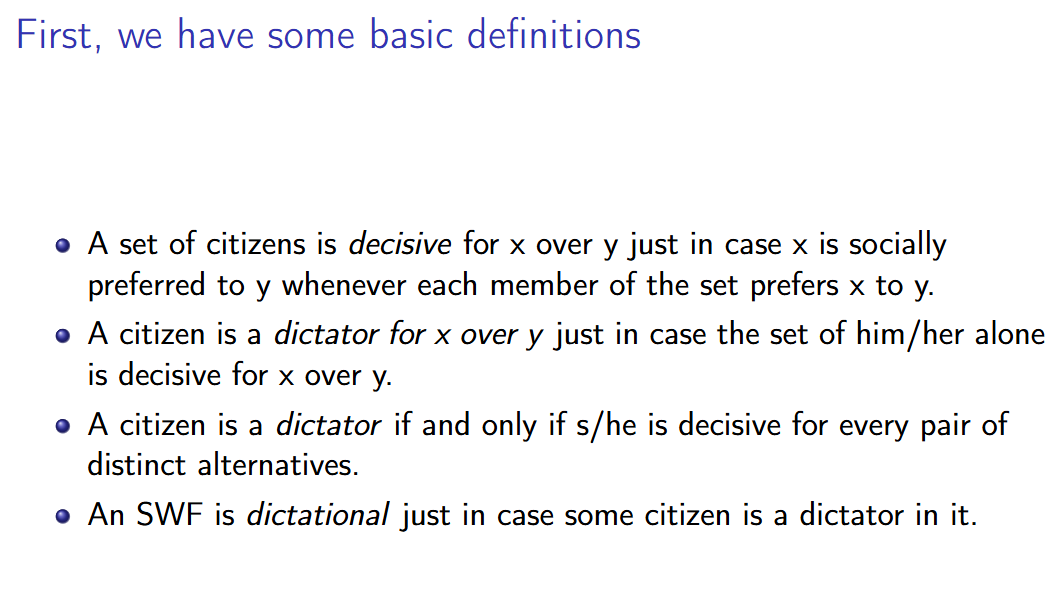 First, we have some basic definitions
A set of citizens is decisive for x over y just in case x is socially
preferred to y whenever each member of the set prefers x to y.
A citizen is a dictator for x over y just in case the set of him/her alone
is decisive for x over y.
A citizen is a dictator if and only if s/he is decisive for every pair of
distinct alternatives.
An SWF is dictational just in case some citizen is a dictator in it.